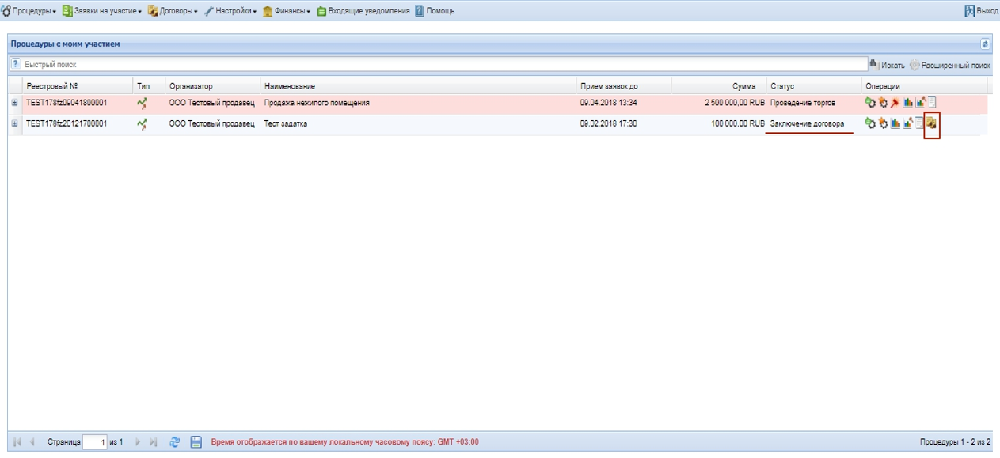 Процедуры Заявки на участие Договоры Настройки Финансы Входящие уведомления ? Помощь Выход
Процедуры с моим участием
? Быстрый поиск Искать Расширенный поиск
Реестровый № Тип Организатор Наименование Прием заявок до Сумма Статус Операции
TEST178fz09041800001 ООО Тестовый продавец Продажа нежилого помещения 09.04.2018 13:34 2 500 000,00 RUB Проведение торгов
TEST178fz20121700001 ООО Тестовый продавец Тест задатка 09.02.2018 17:30 100 000,00 RUB Заключение договора
Страница 1 из 1 Время отображается по вашему локальному часовому поясу: GMT +03:00 Процедуры 1 - 2 из 2